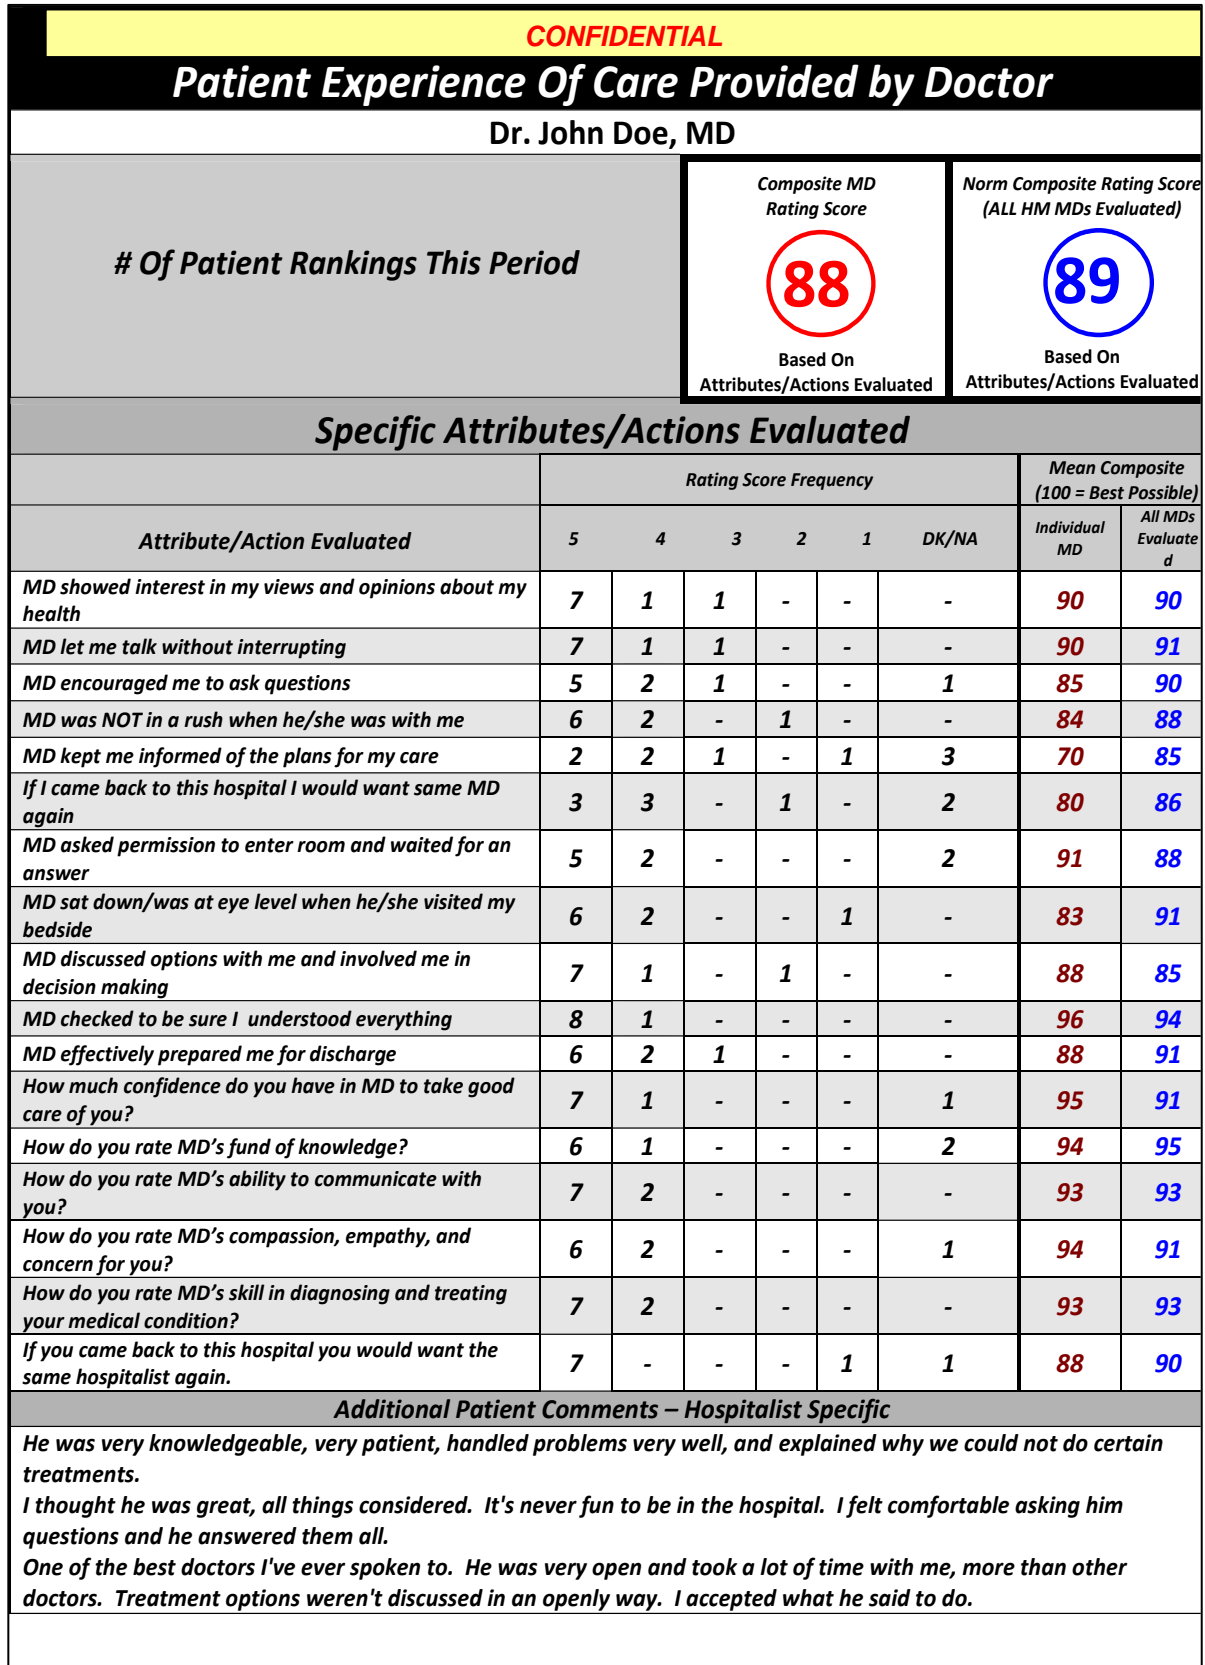 CONFIDENTIAL
Patient Experience Of Care Provided by Doctor
Dr. John Doe, MD
# Of Patient Rankings This Period
Composite MD
Rating Score
88
Based On
Attributes/Actions Evaluated
Norm Composite Rating Score
(ALL HM MDs Evaluated)
89
Based On
Attributes/Actions Evaluated
Specific Attributes/Actions Evaluated
Rating Score Frequency
Mean Composite
(100 = Best Possible)
Attribute/Action Evaluated
5 4 3 2 1 DK/NA
Individual
MD
All MDs
Evaluate
d
MD showed interest in my views and opinions about my
health
7 1 1 - - - 90 90
MD let me talk without interrupting 7 1 1 - - - 90 91
MD encouraged me to ask questions 5 2 1 - - 1 85 90
MD was NOT in a rush when he/she was with me 6 2 - 1 - - 84 88
MD kept me informed of the plans for my care 2 2 1 - 1 3 70 85
If I came back to this hospital I would want same MD
again
3 3 - 1 - 2 80 86
MD asked permission to enter room and waited for an
answer
5 2 - - - 2 91 88
MD sat down/was at eye level when he/she visited my
bedside
6 2 - - 1 - 83 91
MD discussed options with me and involved me in
decision making
7 1 - 1 - - 88 85
MD checked to be sure I  understood everything 8 1 - - - - 96 94
MD effectively prepared me for discharge 6 2 1 - - - 88 91
How much confidence do you have in MD to take good
care of you?
7 1 - - - 1 95 91
How do you rate MD's fund of knowledge? 6 1 - - - 2 94 95
How do you rate MD's ability to communicate with
you?
7 2 - - - - 93 93
How do you rate MD's compassion, empathy, and
concern for you?
6 2 - - - 1 94 91
How do you rate MD's skill in diagnosing and treating
your medical condition?
7 2 - - - - 93 93
If you came back to this hospital you would want the
same hospitalist again.
7 - - - 1 1 88 90
Additional Patient Comments – Hospitalist Specific
He was very knowledgeable, very patient, handled problems very well, and explained why we could not do certain
treatments.
I thought he was great, all things considered.  It's never fun to be in the hospital.  I felt comfortable asking him
questions and he answered them all.
One of the best doctors I've ever spoken to.  He was very open and took a lot of time with me, more than other
doctors.  Treatment options weren't discussed in an openly way.  I accepted what he said to do.